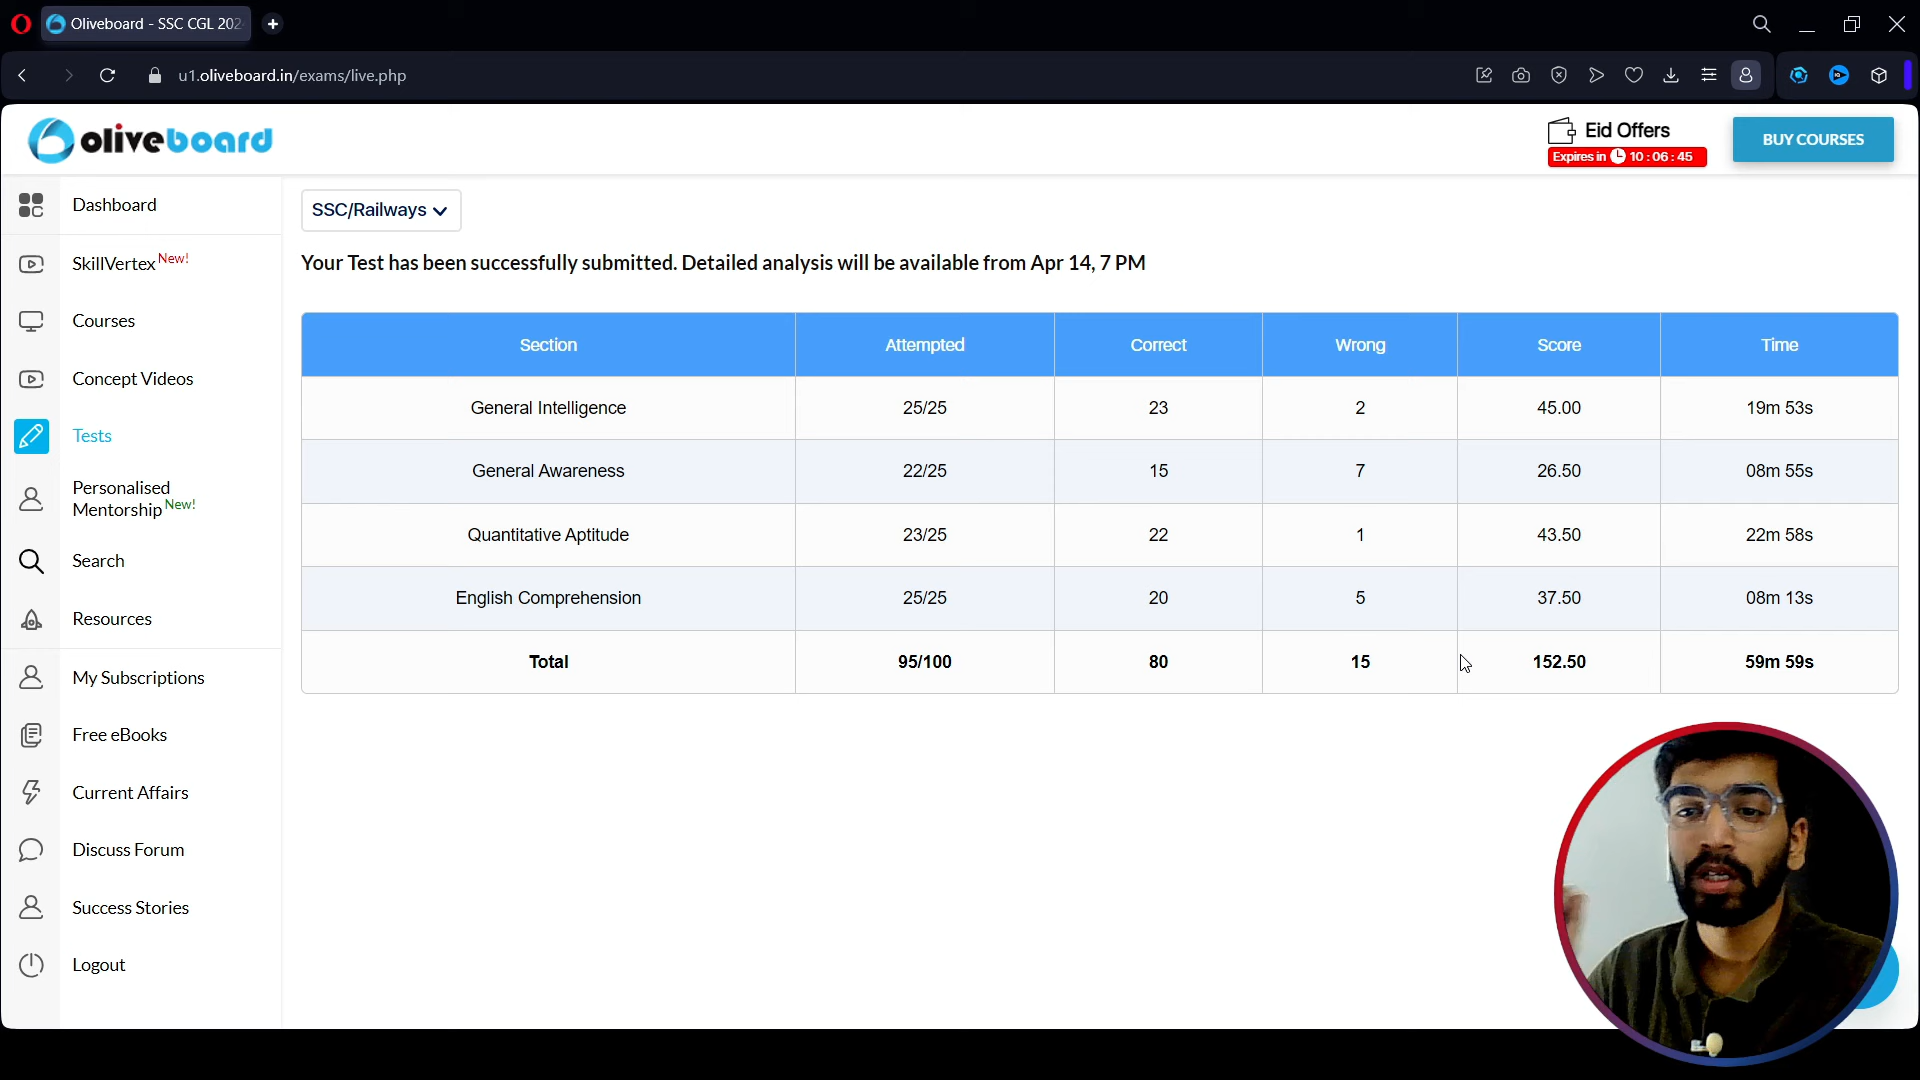 Oliveboard - SSC CGL 202
u1.oliveboard.in/exams/live.php
oliveboard
Eid Offers
Expires in 10 : 06 : 45
BUY COURSES
Dashboard
SkillVertex New!
Courses
Concept Videos
Tests
Personalised
Mentorship New!
Search
Resources
My Subscriptions
Free eBooks
Current Affairs
Discuss Forum
Success Stories
Logout
SSC/Railways
Your Test has been successfully submitted. Detailed analysis will be available from Apr 14, 7 PM
Section Attempted Correct Wrong Score Time
General Intelligence 25/25 23 2 45.00 19m 53s
General Awareness 22/25 15 7 26.50 08m 55s
Quantitative Aptitude 23/25 22 1 43.50 22m 58s
English Comprehension 25/25 20 5 37.50 08m 13s
Total 95/100 80 15 152.50 59m 59s